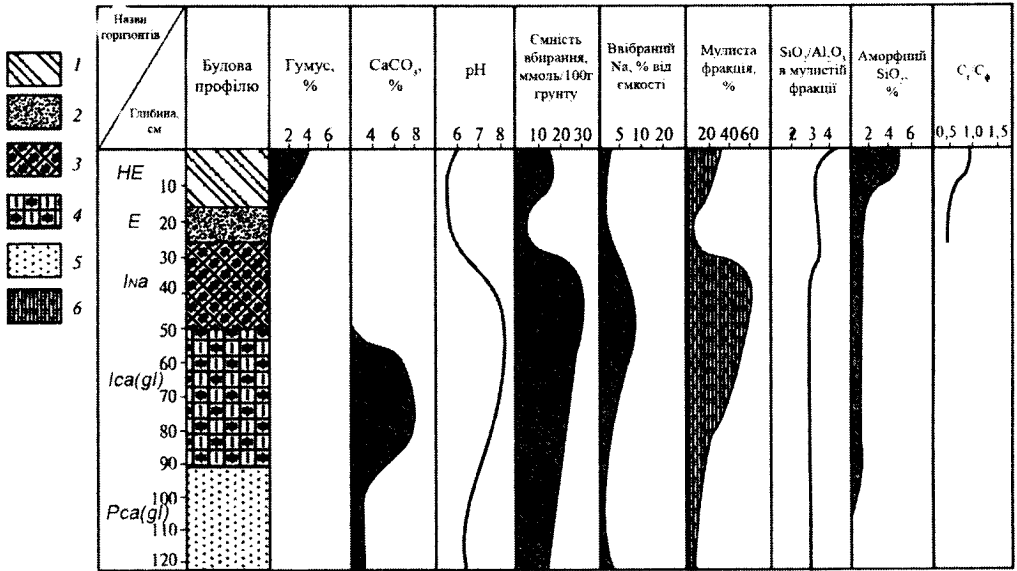 Назви
горизонтів
Глибина,
см
Будова
профілю
Гумус,
%
2 4 6
CaCO₃,
%
4 6 8
pH
6 7 8
Ємність
вбирання,
ммоль/100г
грунту
10 20 30
Ввібраний
Na, % від
ємкості
5 10 20
Мулиста
фракція,
%
20 40 60
SiO₂/Al₂O₃
в мулистій
фракції
2 3 4
Аморфний
SiO₂,
%
2 4 6
Cг/Cф
0,5 1,0 1,5
1
2
3
4
5
6
HE
E
INa
Ica(gl)
Pca(gl)
10
20
30
40
50
60
70
80
90
100
110
120